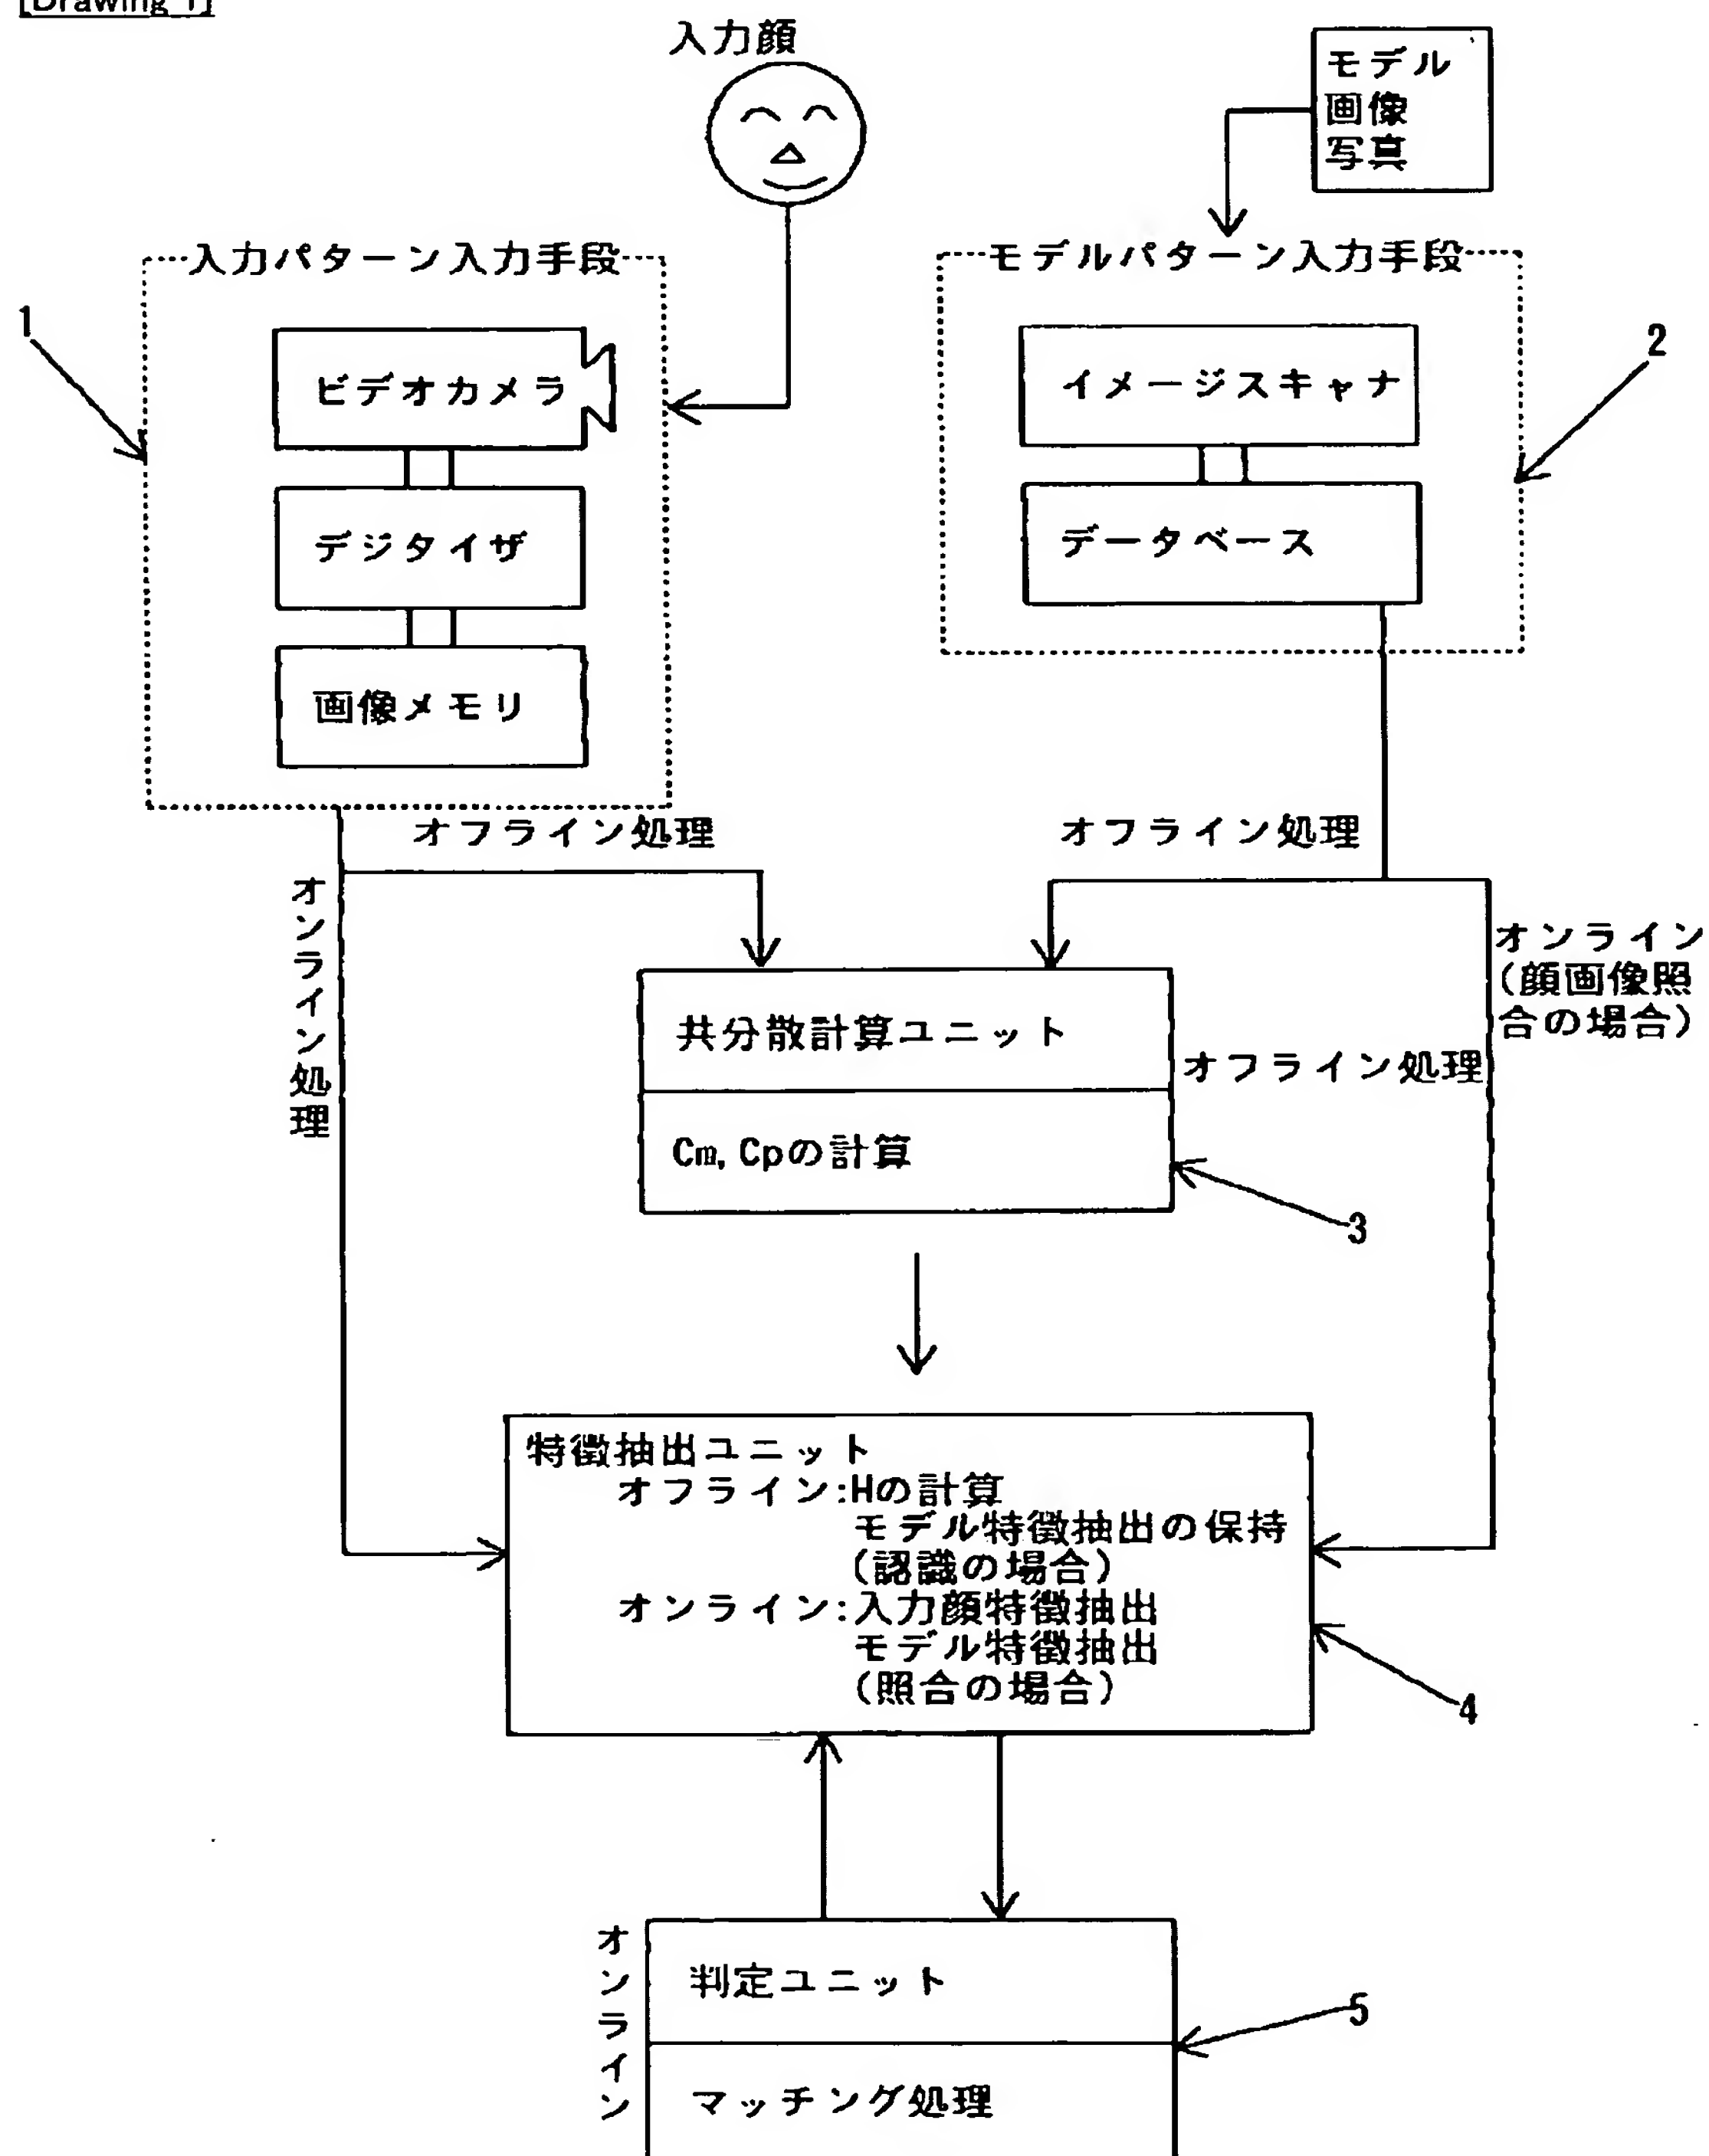 [Drawing 1]
入力顔
モデル
画像
写真
入力パターン入力手段
モデルパターン入力手段
1
2
ビデオカメラ
イメージスキャナ
デジタイザ
データベース
画像メモリ
オフライン処理
オフライン処理
オンライン処理
オンライン
(顔画像照
合の場合)
共分散計算ユニット
オフライン処理
Cm,Cpの計算
3
特徴抽出ユニット
オフライン:Hの計算
モデル特徴抽出の保持
(認識の場合)
オンライン:入力顔特徴抽出
モデル特徴抽出
(照合の場合)
4
オンライン
判定ユニット
5
マッチング処理